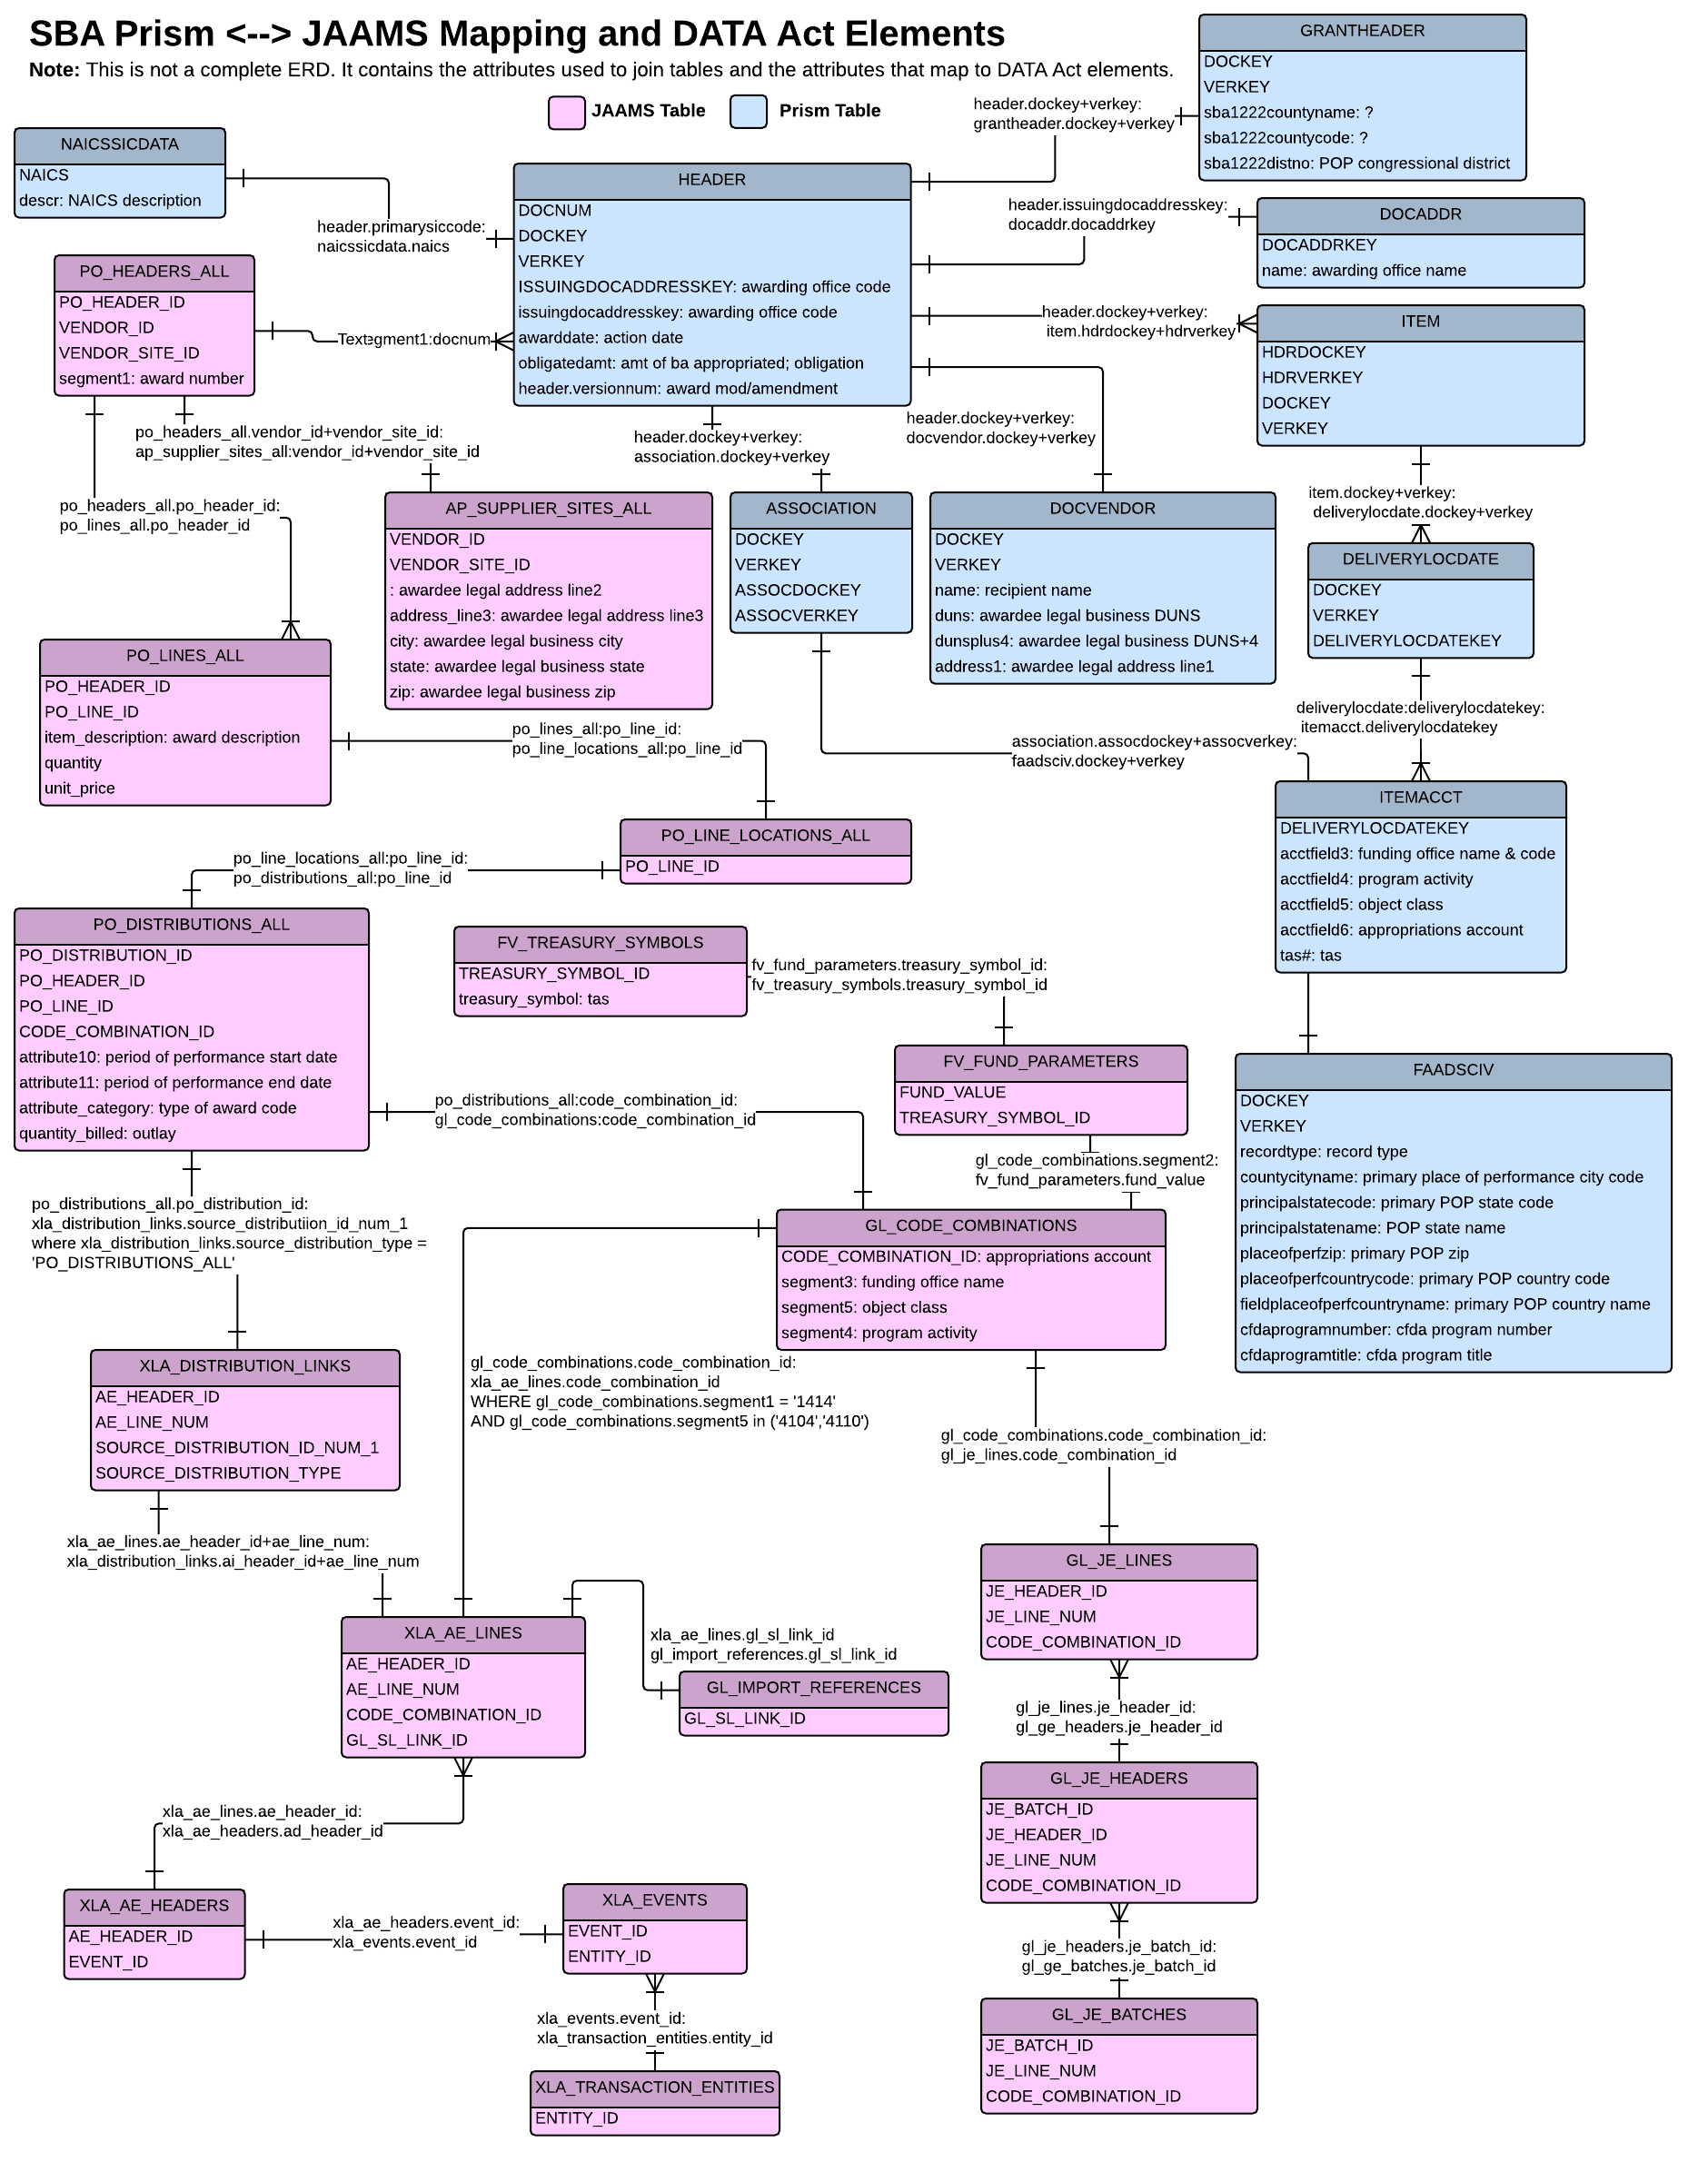 SBA Prism <--> JAAMS Mapping and DATA Act Elements
Note: This is not a complete ERD. It contains the attributes used to join tables and the attributes that map to DATA Act elements.
JAAMS Table
Prism Table
GRANTHEADER
DOCKEY
VERKEY
sba1222countyname: ?
sba1222countycode: ?
sba1222distno: POP congressional district
header.dockey+verkey:
grantheader.dockey+verkey
NAICSSICDATA
NAICS
descr: NAICS description
header.primarysiccode:
naicssicdata.naics
HEADER
DOCNUM
DOCKEY
VERKEY
ISSUINGDOCADDRESSKEY: awarding office code
issuingdocaddresskey: awarding office code
awarddate: action date
obligatedamt: amt of ba appropriated; obligation
header.versionnum: award mod/amendment
header.issuingdocaddresskey:
docaddr.docaddrkey
DOCADDR
DOCADDRKEY
name: awarding office name
PO_HEADERS_ALL
PO_HEADER_ID
VENDOR_ID
VENDOR_SITE_ID
segment1: award number
Textegment1:docnum
header.dockey+verkey:
item.hdrdockey+hdrverkey
ITEM
HDRDOCKEY
HDRVERKEY
DOCKEY
VERKEY
po_headers_all.vendor_id+vendor_site_id:
ap_supplier_sites_all:vendor_id+vendor_site_id
header.dockey+verkey:
association.dockey+verkey
header.dockey+verkey:
docvendor.dockey+verkey
po_headers_all.po_header_id:
po_lines_all.po_header_id
AP_SUPPLIER_SITES_ALL
VENDOR_ID
VENDOR_SITE_ID
: awardee legal address line2
address_line3: awardee legal address line3
city: awardee legal business city
state: awardee legal business state
zip: awardee legal business zip
ASSOCIATION
DOCKEY
VERKEY
ASSOCDOCKEY
ASSOCVERKEY
DOCVENDOR
DOCKEY
VERKEY
name: recipient name
duns: awardee legal business DUNS
dunsplus4: awardee legal business DUNS+4
address1: awardee legal address line1
item.dockey+verkey:
deliverylocdate.dockey+verkey
DELIVERYLOCDATE
DOCKEY
VERKEY
DELIVERYLOCDATEKEY
PO_LINES_ALL
PO_HEADER_ID
PO_LINE_ID
item_description: award description
quantity
unit_price
po_lines_all:po_line_id:
po_line_locations_all:po_line_id
association.assocdockey+assocverkey:
faadsciv.dockey+verkey
deliverylocdate:deliverylocdatekey:
itemacct.deliverylocdatekey
ITEMACCT
DELIVERYLOCDATEKEY
acctfield3: funding office name & code
acctfield4: program activity
acctfield5: object class
acctfield6: appropriations account
tas#: tas
PO_LINE_LOCATIONS_ALL
PO_LINE_ID
po_line_locations_all:po_line_id:
po_distributions_all:po_line_id
PO_DISTRIBUTIONS_ALL
PO_DISTRIBUTION_ID
PO_HEADER_ID
PO_LINE_ID
CODE_COMBINATION_ID
attribute10: period of performance start date
attribute11: period of performance end date
attribute_category: type of award code
quantity_billed: outlay
FV_TREASURY_SYMBOLS
TREASURY_SYMBOL_ID
treasury_symbol: tas
fv_fund_parameters.treasury_symbol_id:
fv_treasury_symbols.treasury_symbol_id
FV_FUND_PARAMETERS
FUND_VALUE
TREASURY_SYMBOL_ID
FAADSCIV
DOCKEY
VERKEY
recordtype: record type
countycityname: primary place of performance city code
principalstatecode: primary POP state code
principalstatename: POP state name
placeofperfzip: primary POP zip
placeofperfcountrycode: primary POP country code
fieldplaceofperfcountryname: primary POP country name
cfdaprogramnumber: cfda program number
cfdaprogramtitle: cfda program title
po_distributions_all:code_combination_id:
gl_code_combinations:code_combination_id
gl_code_combinations.segment2:
fv_fund_parameters.fund_value
po_distributions_all.po_distribution_id:
xla_distribution_links.source_distributiion_id_num_1
where xla_distribution_links.source_distribution_type =
'PO_DISTRIBUTIONS_ALL'
GL_CODE_COMBINATIONS
CODE_COMBINATION_ID: appropriations account
segment3: funding office name
segment5: object class
segment4: program activity
XLA_DISTRIBUTION_LINKS
AE_HEADER_ID
AE_LINE_NUM
SOURCE_DISTRIBUTION_ID_NUM_1
SOURCE_DISTRIBUTION_TYPE
gl_code_combinations.code_combination_id:
xla_ae_lines.code_combination_id
WHERE gl_code_combinations.segment1 = '1414'
AND gl_code_combinations.segment5 in ('4104','4110')
gl_code_combinations.code_combination_id:
gl_je_lines.code_combination_id
xla_ae_lines.ae_header_id+ae_line_num:
xla_distribution_links.ai_header_id+ae_line_num
GL_JE_LINES
JE_HEADER_ID
JE_LINE_NUM
CODE_COMBINATION_ID
XLA_AE_LINES
AE_HEADER_ID
AE_LINE_NUM
CODE_COMBINATION_ID
GL_SL_LINK_ID
xla_ae_lines.gl_sl_link_id
gl_import_references.gl_sl_link_id
GL_IMPORT_REFERENCES
GL_SL_LINK_ID
gl_je_lines.je_header_id:
gl_ge_headers.je_header_id
GL_JE_HEADERS
JE_BATCH_ID
JE_HEADER_ID
JE_LINE_NUM
CODE_COMBINATION_ID
xla_ae_lines.ae_header_id:
xla_ae_headers.ad_header_id
XLA_AE_HEADERS
AE_HEADER_ID
EVENT_ID
xla_ae_headers.event_id:
xla_events.event_id
XLA_EVENTS
EVENT_ID
ENTITY_ID
gl_je_headers.je_batch_id:
gl_ge_batches.je_batch_id
xla_events.event_id:
xla_transaction_entities.entity_id
GL_JE_BATCHES
JE_BATCH_ID
JE_LINE_NUM
CODE_COMBINATION_ID
XLA_TRANSACTION_ENTITIES
ENTITY_ID